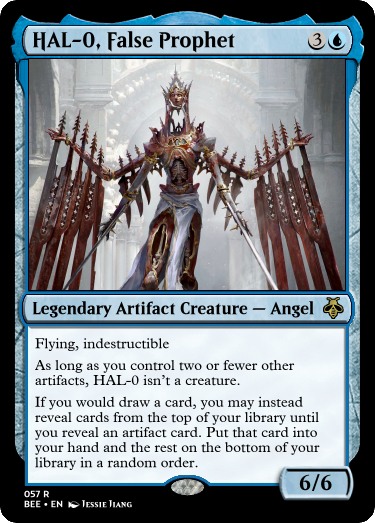 HAL-0, False Prophet 3
Legendary Artifact Creature — Angel
Flying, indestructible
As long as you control two or fewer other
artifacts, HAL-0 isn't a creature.
If you would draw a card, you may instead
reveal cards from the top of your library until
you reveal an artifact card. Put that card into
your hand and the rest on the bottom of your
library in a random order.
6/6
057 R
BEE • EN Jessie Jiang